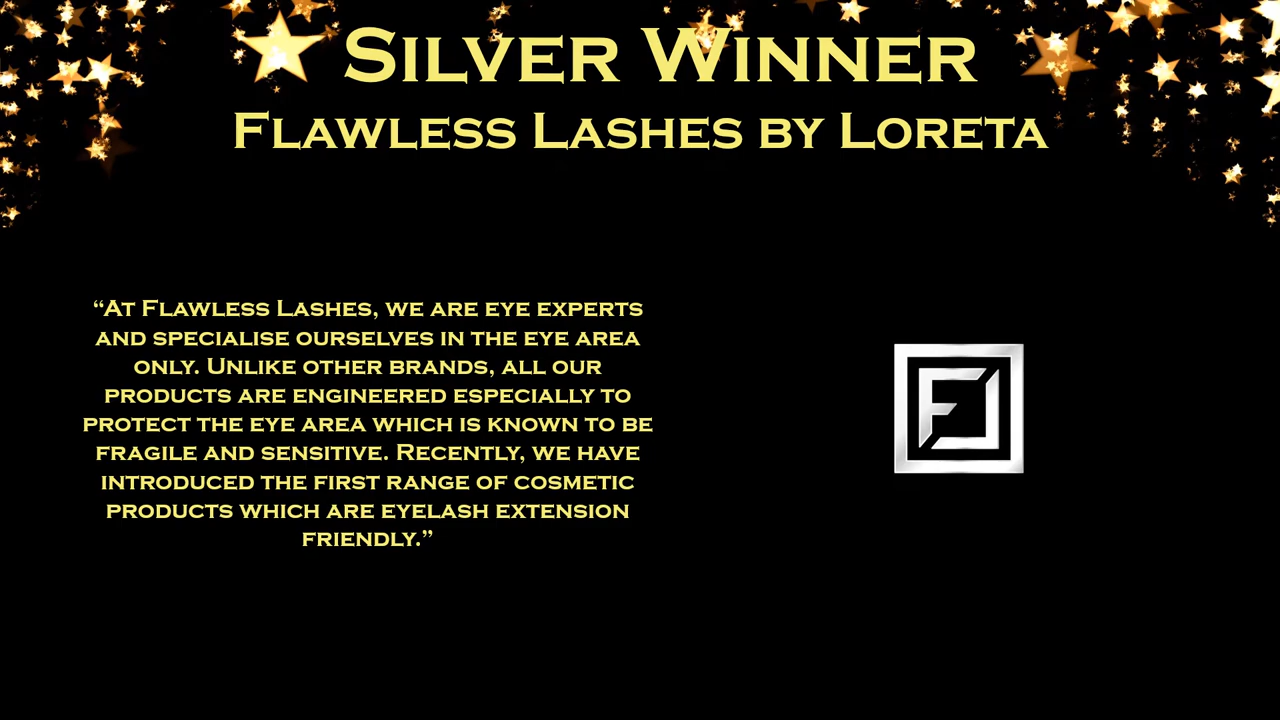 Silver Winner
Flawless Lashes by Loreta
“At Flawless Lashes, we are eye experts
and specialise ourselves in the eye area
only. Unlike other brands, all our
products are engineered especially to
protect the eye area which is known to be
fragile and sensitive. Recently, we have
introduced the first range of cosmetic
products which are eyelash extension
friendly.”